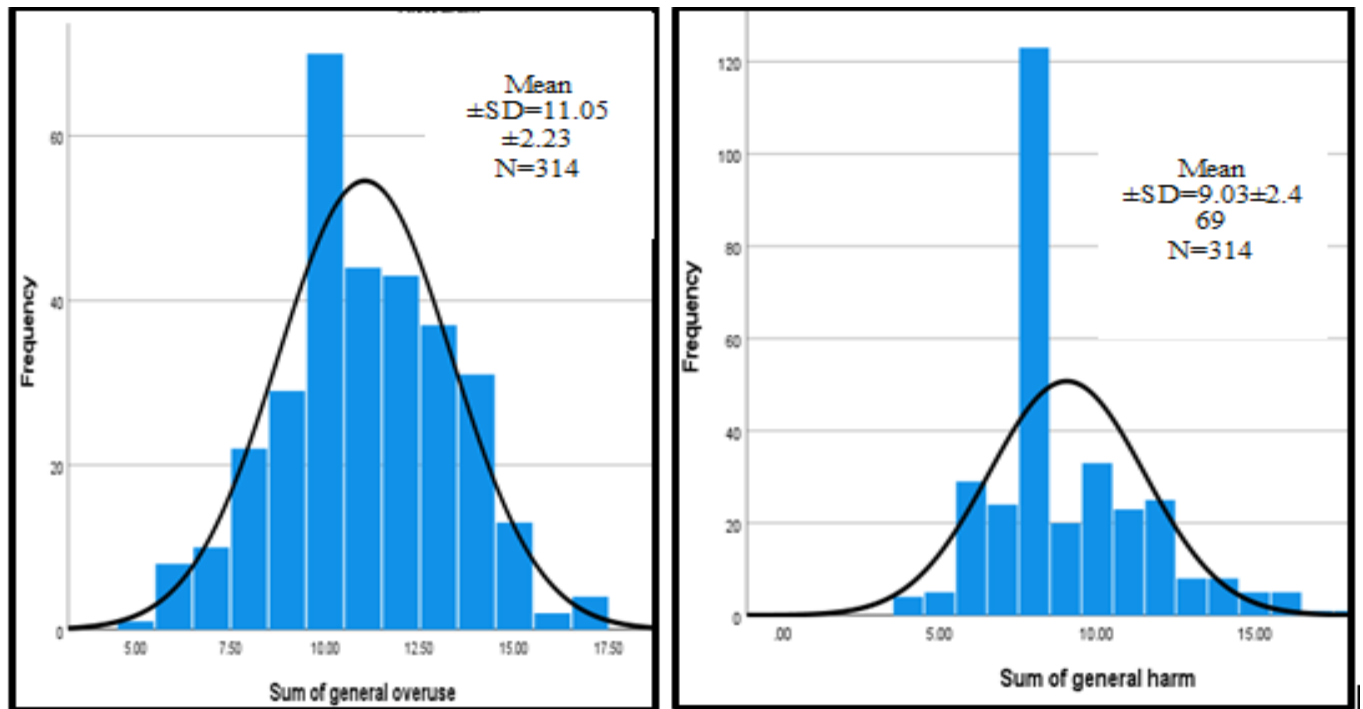 Mean
±SD=11.05
±2.23
N=314
60
40
20
0
Frequency
5.00
7.50
10.00
12.50
15.00
17.50
Sum of general overuse
Mean
±SD=9.03±2.4
69
N=314
120
100
80
60
40
20
0
Frequency
.00
5.00
10.00
15.00
Sum of general harm